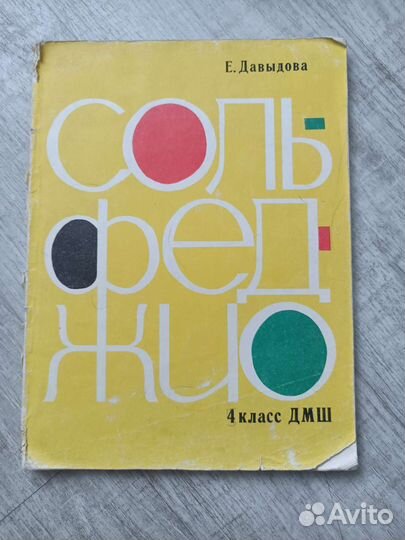 Е. Давыдова
СОЛЬ-
ФЕД-
ЖИО
4 класс ДМШ
Avito